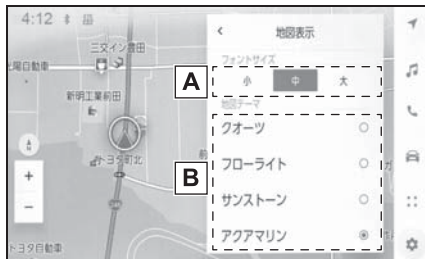 4:12
三交イン豊田
尾自動車
新明工業前田
トヨタ町北
248
トヨタ自動車
地図表示
フォントサイズ
A
小
中
大
地図テーマ
B
クオーツ
フローライト
サンストーン
アクアマリン